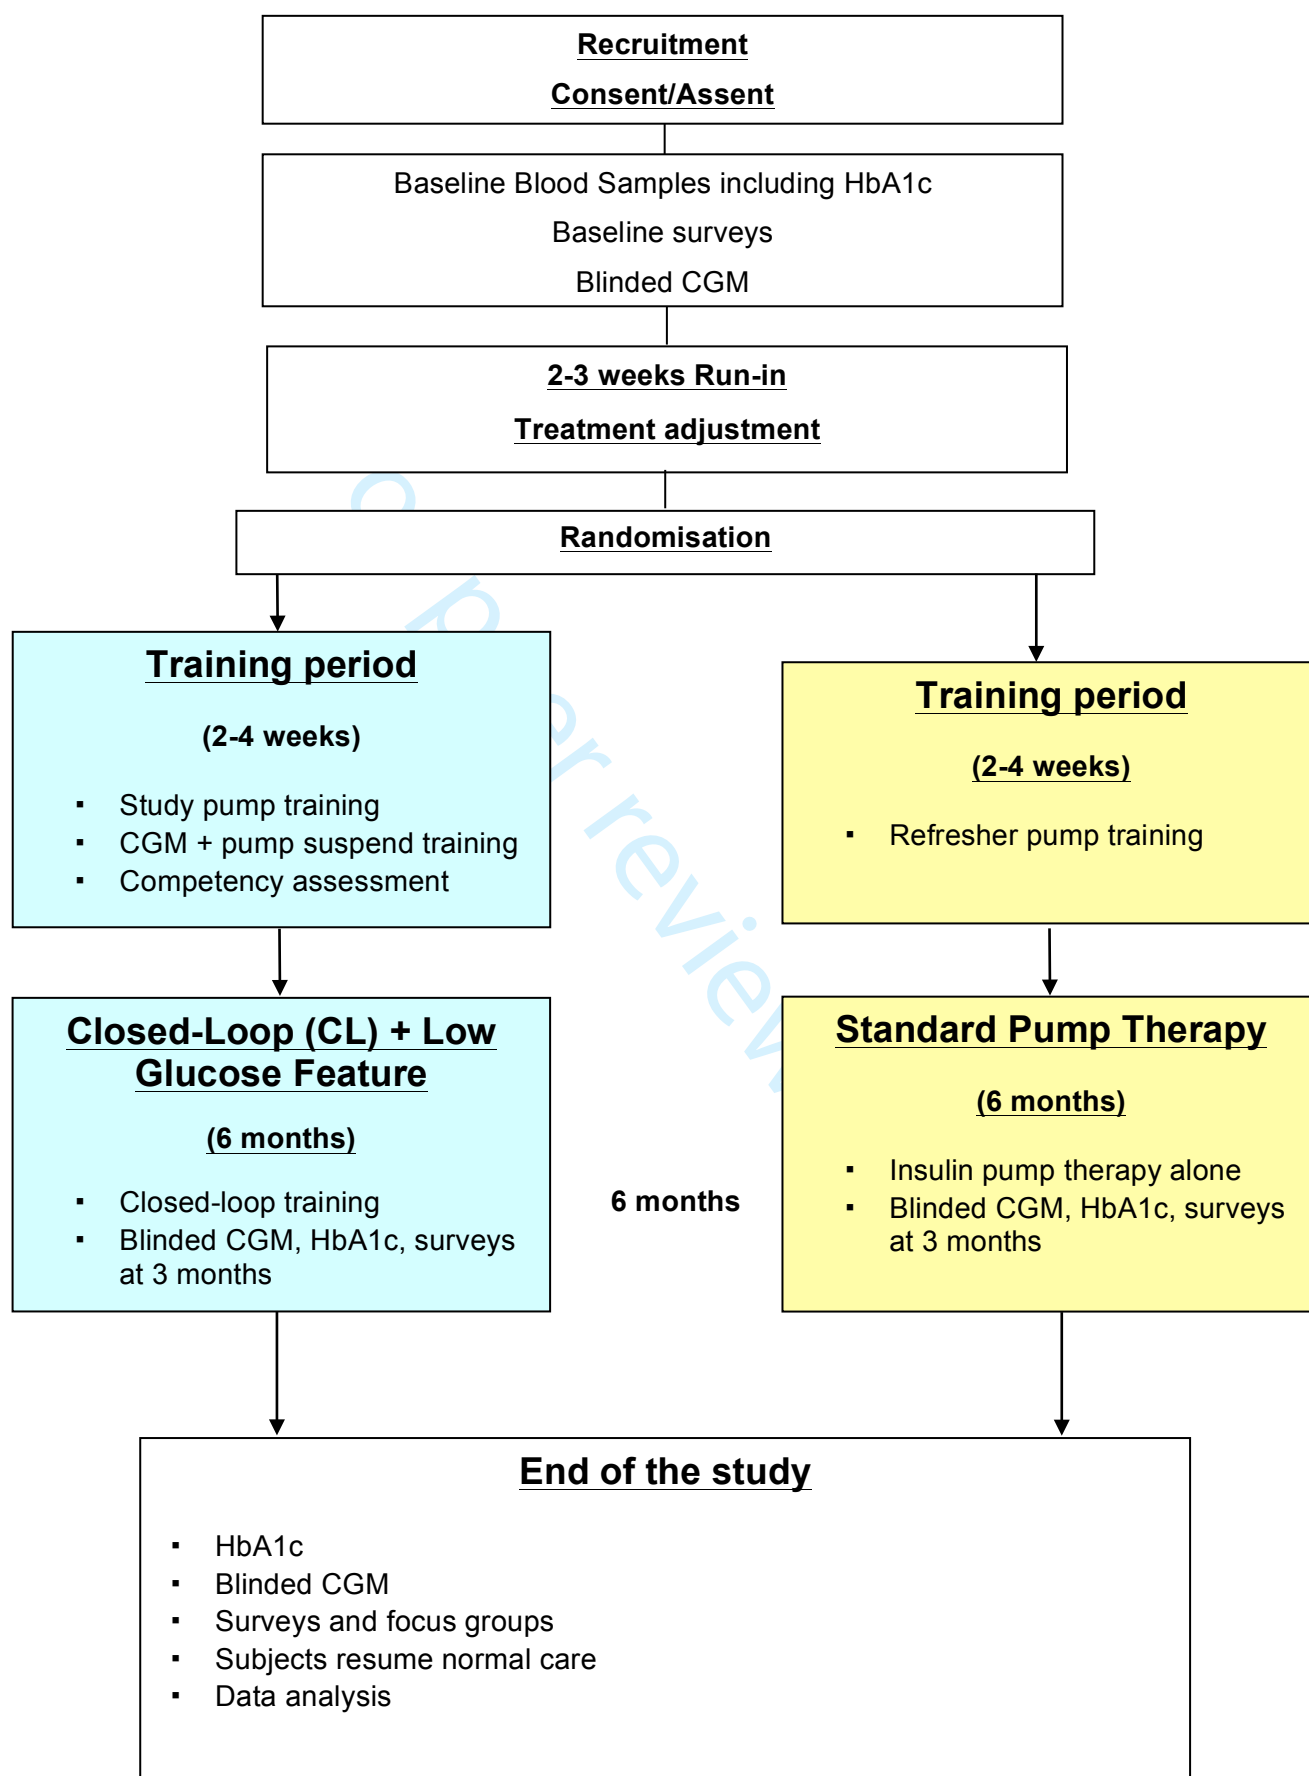 Recruitment
Consent/Assent
Baseline Blood Samples including HbA1c
Baseline surveys
Blinded CGM
2-3 weeks Run-in
Treatment adjustment
Randomisation
Training period
(2-4 weeks)
▪ Study pump training
▪ CGM + pump suspend training
▪ Competency assessment
Training period
(2-4 weeks)
▪ Refresher pump training
Closed-Loop (CL) + Low
Glucose Feature
(6 months)
▪ Closed-loop training
▪ Blinded CGM, HbA1c, surveys
at 3 months
6 months
Standard Pump Therapy
(6 months)
▪ Insulin pump therapy alone
▪ Blinded CGM, HbA1c, surveys
at 3 months
End of the study
▪ HbA1c
▪ Blinded CGM
▪ Surveys and focus groups
▪ Subjects resume normal care
▪ Data analysis